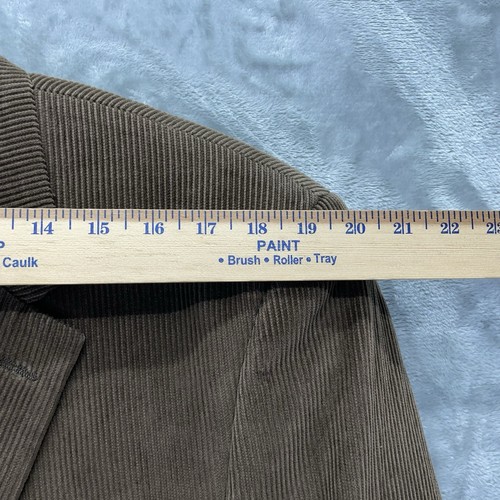 14 15 16 17 18 19 20 21 22
PAINT
Caulk • Brush • Roller • Tray